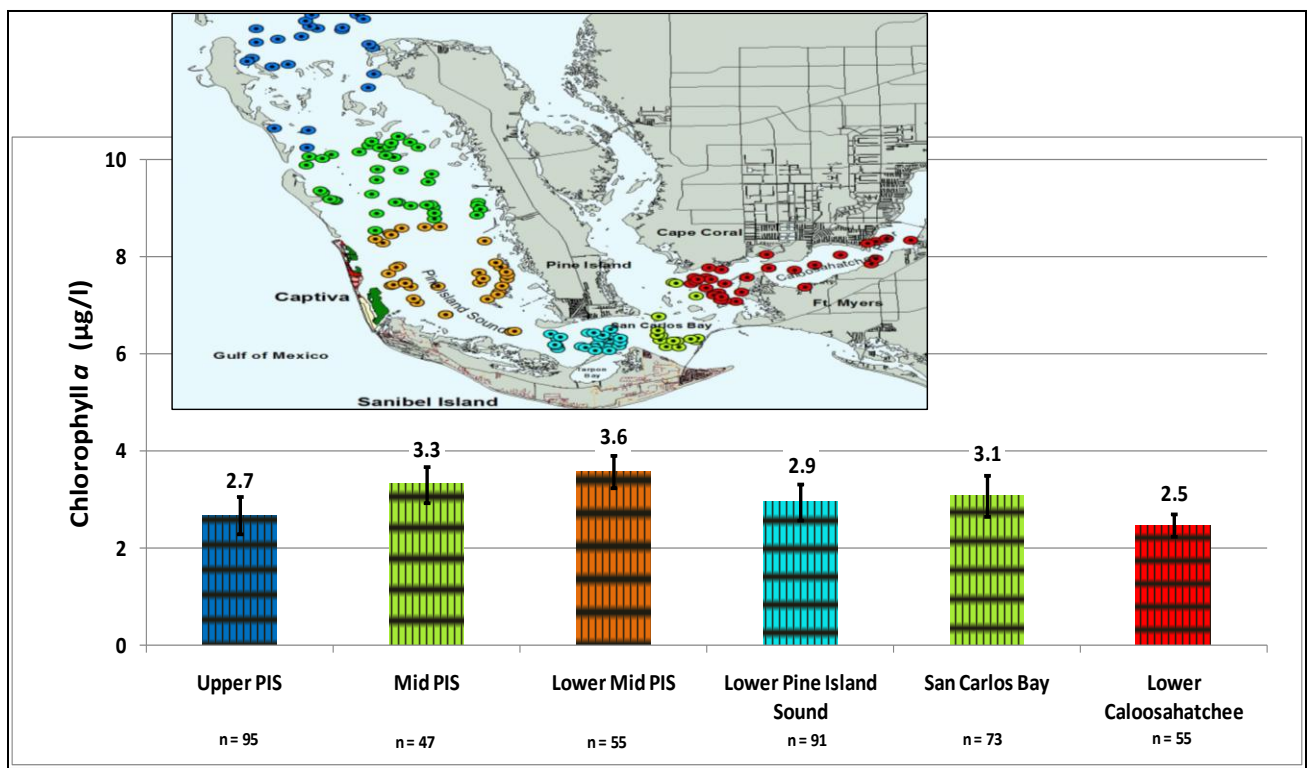 Cape Coral
Caloosahatchee
Pine Island
Captiva
Pine Island Sound
Ft. Myers
San Carlos Bay
Gulf of Mexico
Tarpon
Bay
Sanibel Island
Chlorophyll a (µg/l)
10
8
6
4
2
0
2.7
3.3
3.6
2.9
3.1
2.5
Upper PIS
Mid PIS
Lower Mid PIS
Lower Pine Island
Sound
San Carlos Bay
Lower
Caloosahatchee
n = 95
n = 47
n = 55
n = 91
n = 73
n = 55